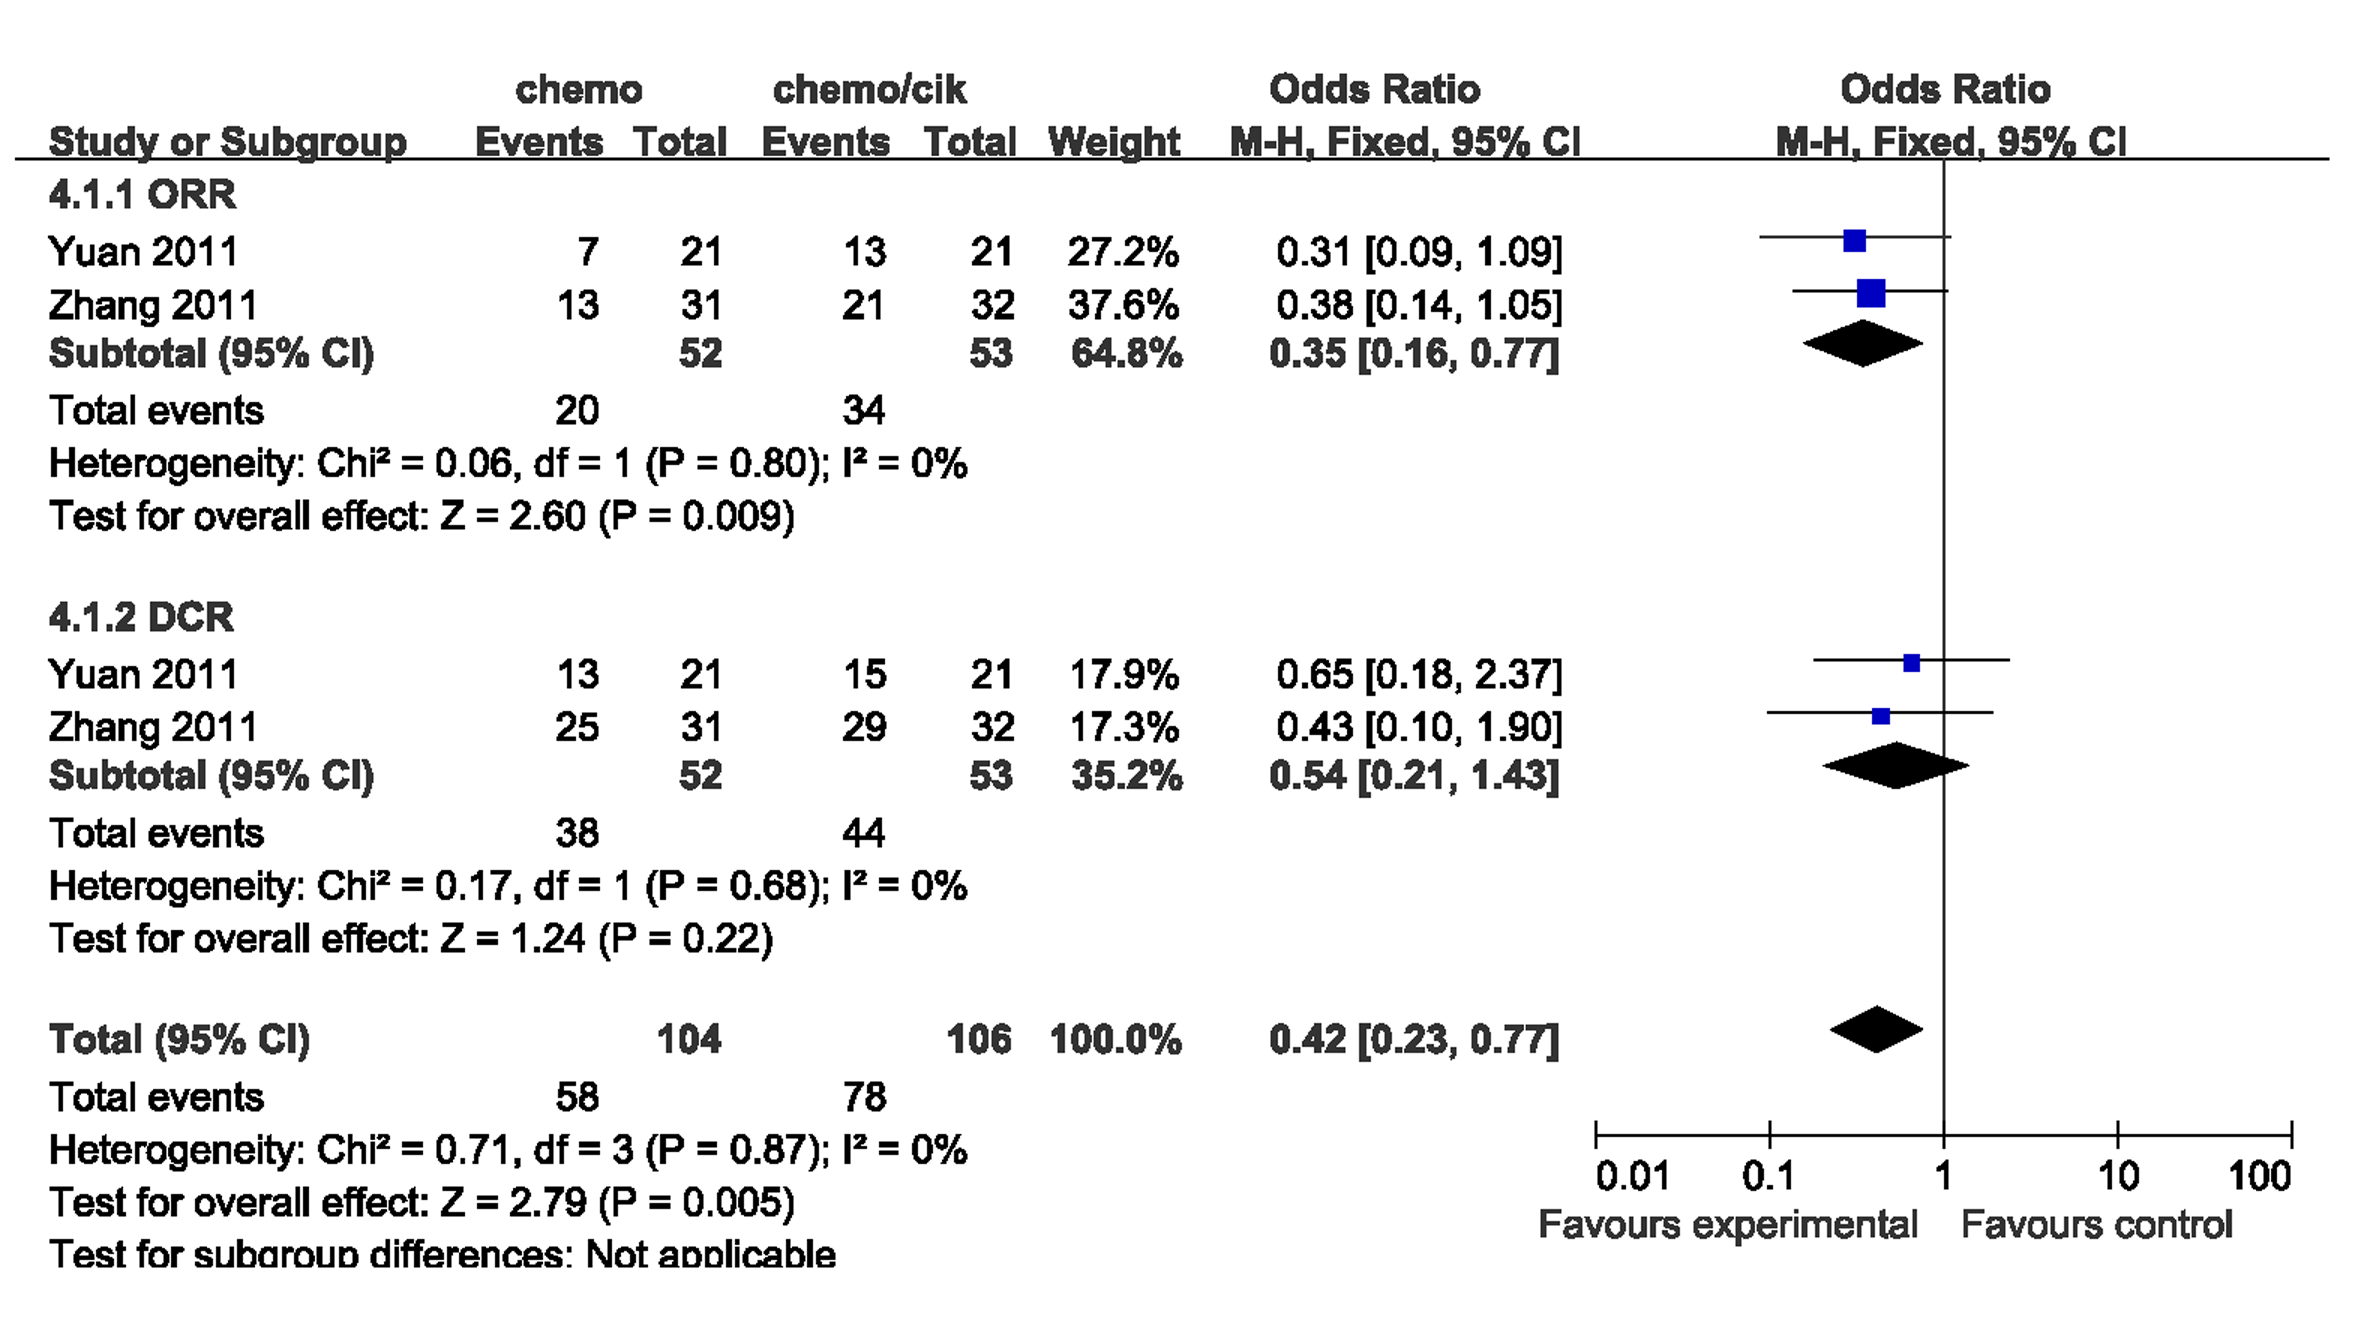 chemo chemo/cik Odds Ratio Odds Ratio
Study or Subgroup Events Total Events Total Weight M-H, Fixed, 95% CI M-H, Fixed, 95% CI
4.1.1 ORR
Yuan 2011 7 21 13 21 27.2% 0.31 [0.09, 1.09]
Zhang 2011 13 31 21 32 37.6% 0.38 [0.14, 1.05]
Subtotal (95% CI) 52 53 64.8% 0.35 [0.16, 0.77]
Total events 20 34
Heterogeneity: Chi² = 0.06, df = 1 (P = 0.80); I² = 0%
Test for overall effect: Z = 2.60 (P = 0.009)
4.1.2 DCR
Yuan 2011 13 21 15 21 17.9% 0.65 [0.18, 2.37]
Zhang 2011 25 31 29 32 17.3% 0.43 [0.10, 1.90]
Subtotal (95% CI) 52 53 35.2% 0.54 [0.21, 1.43]
Total events 38 44
Heterogeneity: Chi² = 0.17, df = 1 (P = 0.68); I² = 0%
Test for overall effect: Z = 1.24 (P = 0.22)
Total (95% CI) 104 106 100.0% 0.42 [0.23, 0.77]
Total events 58 78
Heterogeneity: Chi² = 0.71, df = 3 (P = 0.87); I² = 0%
Test for overall effect: Z = 2.79 (P = 0.005)
Test for subgroup differences: Not applicable
0.01 0.1 1 10 100
Favours experimental Favours control